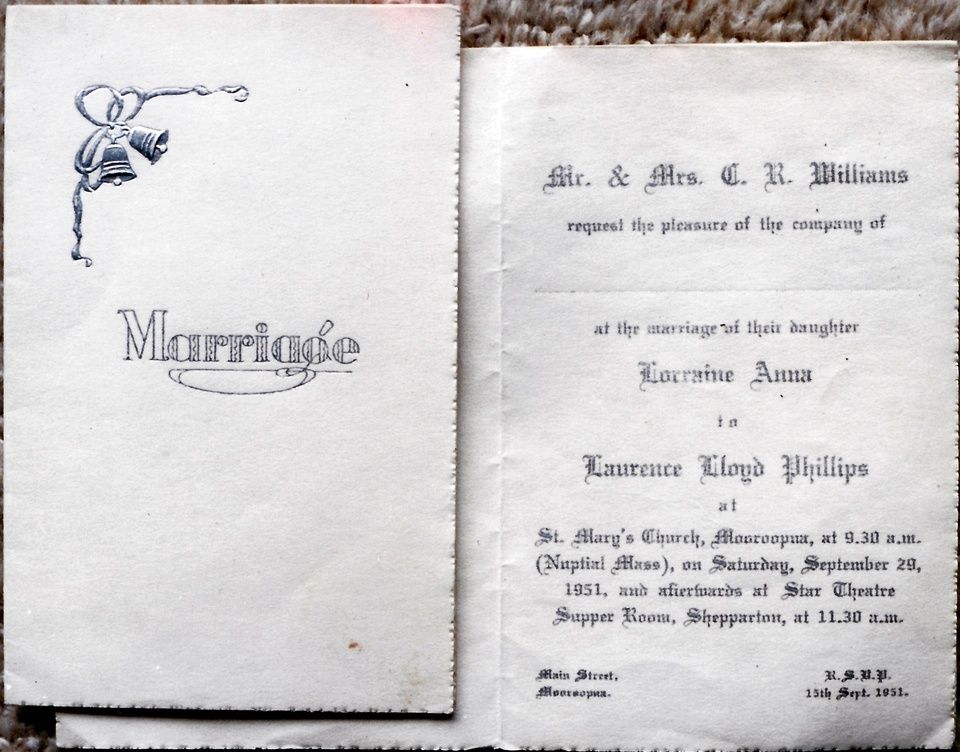 Marriage
Mr. & Mrs. C. R. Williams
request the pleasure of the company of
at the marriage of their daughter
Lorraine Anna
to
Laurence Lloyd Phillips
at
St. Mary's Church, Mooroopna, at 9.30 a.m.
(Nuptial Mass), on Saturday, September 29,
1951, and afterwards at Star Theatre
Supper Room, Shepparton, at 11.30 a.m.
Main Street,
Mooroopna.
R.S.V.P.
15th Sept. 1951.